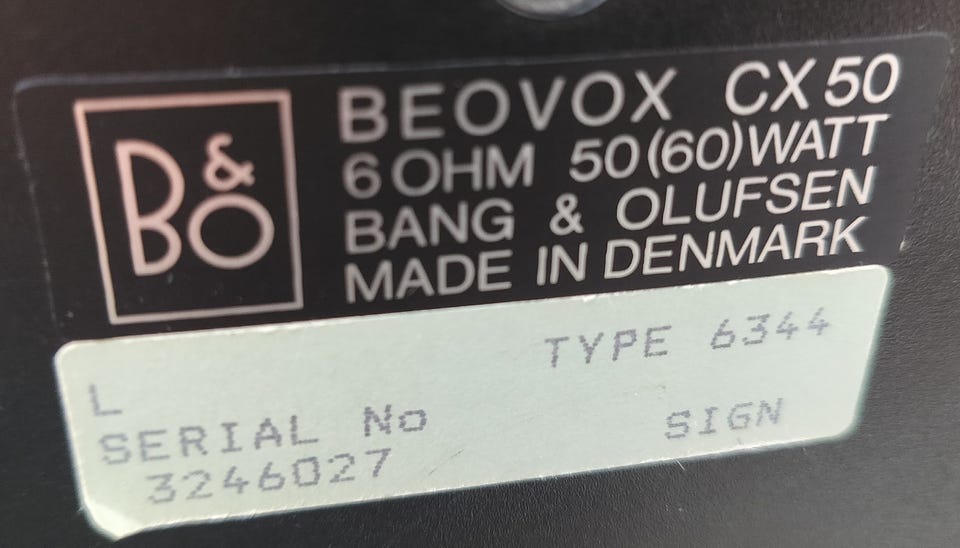 B&O
BEOVOX CX 50
6 OHM 50 (60) WATT
BANG & OLUFSEN
MADE IN DENMARK
TYPE 6344
L
SERIAL No SIGN
3246027